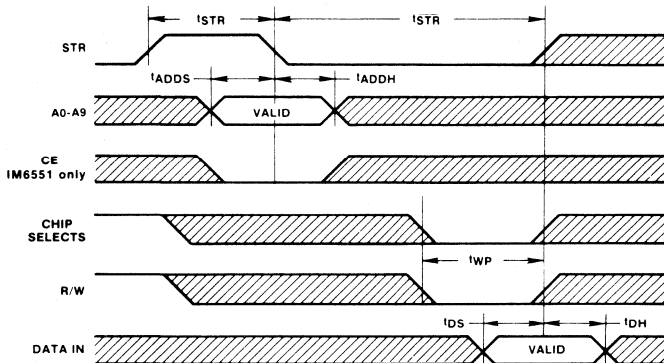 tSTR tSTR
STR
tADDS tADDH
A0-A9 VALID
CE
IM6551 only
CHIP
SELECTS
tWP
R/W
tDS tDH
DATA IN VALID